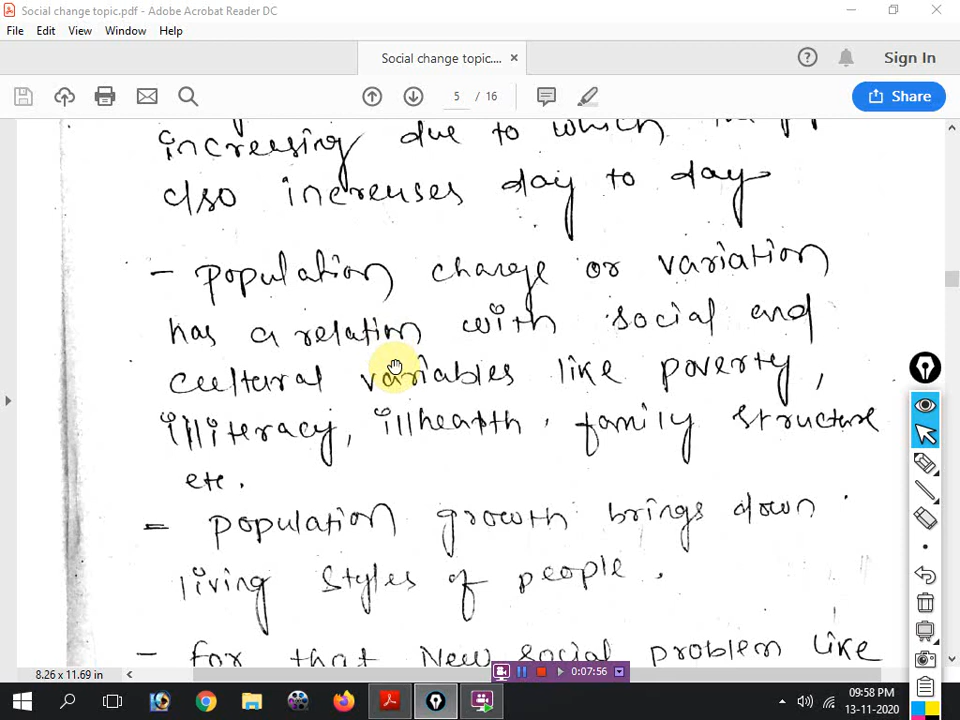 Social change topic.pdf - Adobe Acrobat Reader DC
File Edit View Window Help
Social change topic....
Sign In
5 / 16
Share
increasing due to which
also increases day to day
- population change or variation
has a relation with social and
cultural variables like poverty,
illiteracy, illhealth, family structure
etc.
= population growth brings down
living styles of people.
- for that New social problem like
8.26 x 11.69 in
0:07:56
09:58 PM
13-11-2020